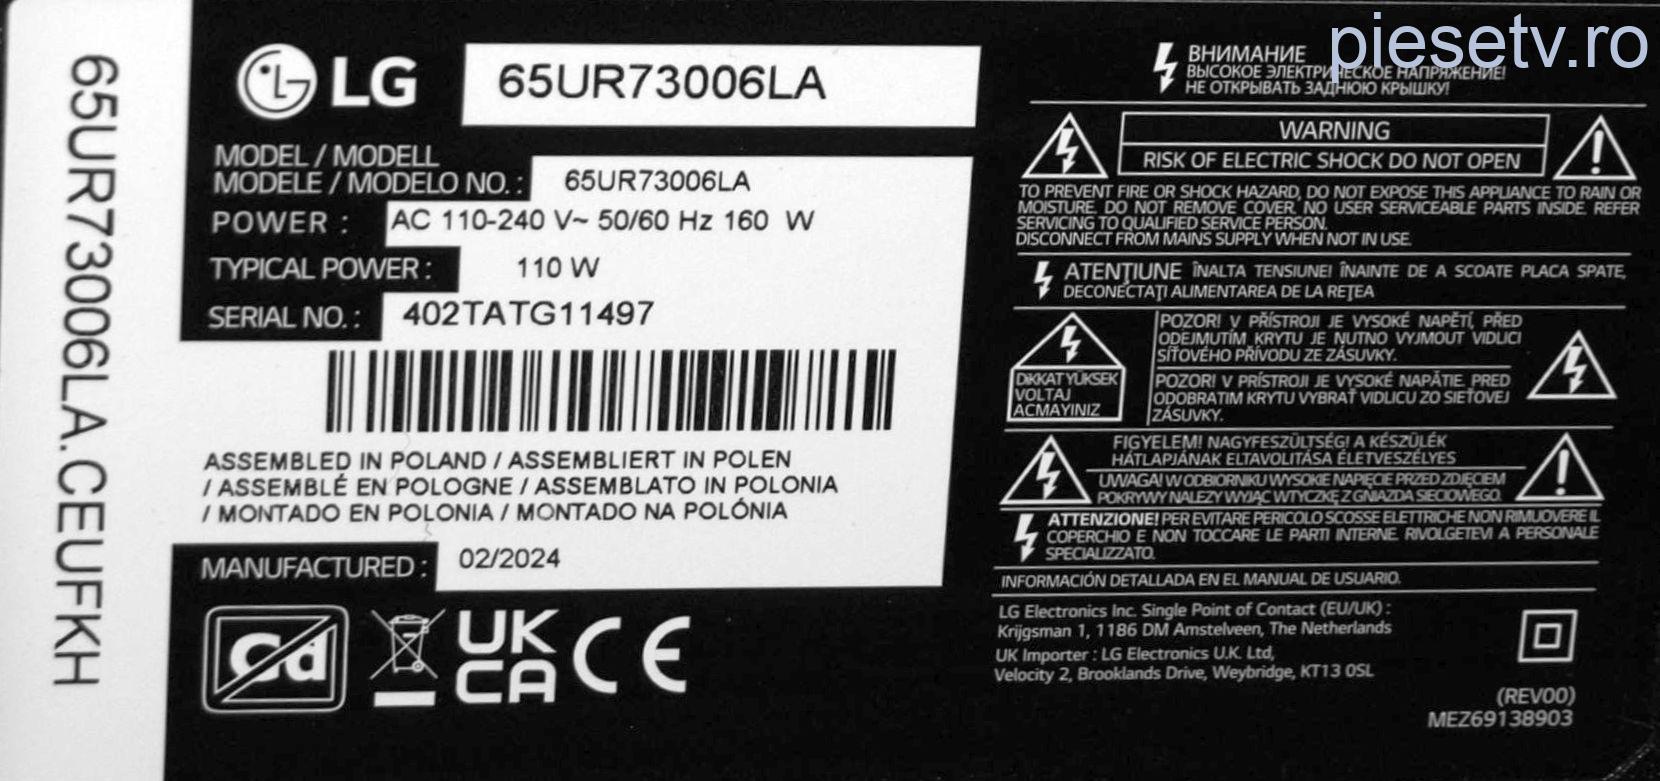 65UR73006LA.CEUFKH
LG
65UR73006LA
MODEL / MODELL
MODELE / MODELO NO. : 65UR73006LA
POWER : AC 110-240 V~ 50/60 Hz 160 W
TYPICAL POWER : 110 W
SERIAL NO. : 402TATG11497
ASSEMBLED IN POLAND / ASSEMBLIERT IN POLEN
/ ASSEMBLÉ EN POLOGNE / ASSEMBLATO IN POLONIA
/ MONTADO EN POLONIA / MONTADO NA POLÓNIA
MANUFACTURED : 02/2024
Cd
UK
CA
CE
piesetv.ro
ВНИМАНИЕ
ВЫСОКОЕ ЭЛЕКТРИЧЕСКОЕ НАПРЯЖЕНИЕ!
НЕ ОТКРЫВАТЬ ЗАДНЮЮ КРЫШКУ!
WARNING
RISK OF ELECTRIC SHOCK DO NOT OPEN
TO PREVENT FIRE OR SHOCK HAZARD, DO NOT EXPOSE THIS APPLIANCE TO RAIN OR
MOISTURE. DO NOT REMOVE COVER. NO USER SERVICEABLE PARTS INSIDE. REFER
SERVICING TO QUALIFIED SERVICE PERSON.
DISCONNECT FROM MAINS SUPPLY WHEN NOT IN USE.
ATENŢIUNE ÎNALTA TENSIUNE! ÎNAINTE DE A SCOATE PLACA SPATE,
DECONECTAŢI ALIMENTAREA DE LA REŢEA
DİKKAT YÜKSEK
VOLTAJ
ACMAYINIZ
POZOR! V PŘÍSTROJI JE VYSOKÉ NAPĚTÍ, PŘED
ODEJMUTÍM KRYTU JE NUTNO VYJMOUT VIDLICI
SÍŤOVÉHO PŘÍVODU ZE ZÁSUVKY.
POZOR! V PRÍSTROJI JE VYSOKÉ NAPÄTIE. PRED
ODOBRATIM KRYTU VYBRAŤ VIDLICU ZO SIEŤOVEJ
ZÁSUVKY.
FIGYELEM! NAGYFESZÜLTSÉG! A KÉSZÜLÉK
HÁTLAPJÁNAK ELTAVOLITÁSA ÉLETVESZÉLYES
UWAGA! W ODBIORNIKU WYSOKIE NAPIĘCIE PRZED ZDJĘCIEM
POKRYWY NALEZY WYJĄC WTYCZKĘ Z GNIAZDA SIECIOWEGO.
ATTENZIONE! PER EVITARE PERICOLO SCOSSE ELETTRICHE NON RIMUOVERE IL
COPERCHIO E NON TOCCARE LE PARTI INTERNE. RIVOLGETEVI A PERSONALE
SPECIALIZZATO.
INFORMACIÓN DETALLADA EN EL MANUAL DE USUARIO.
LG Electronics Inc. Single Point of Contact (EU/UK) :
Krijgsman 1, 1186 DM Amstelveen, The Netherlands
UK Importer : LG Electronics U.K. Ltd,
Velocity 2, Brooklands Drive, Weybridge, KT13 0SL
(REV00)
MEZ69138903